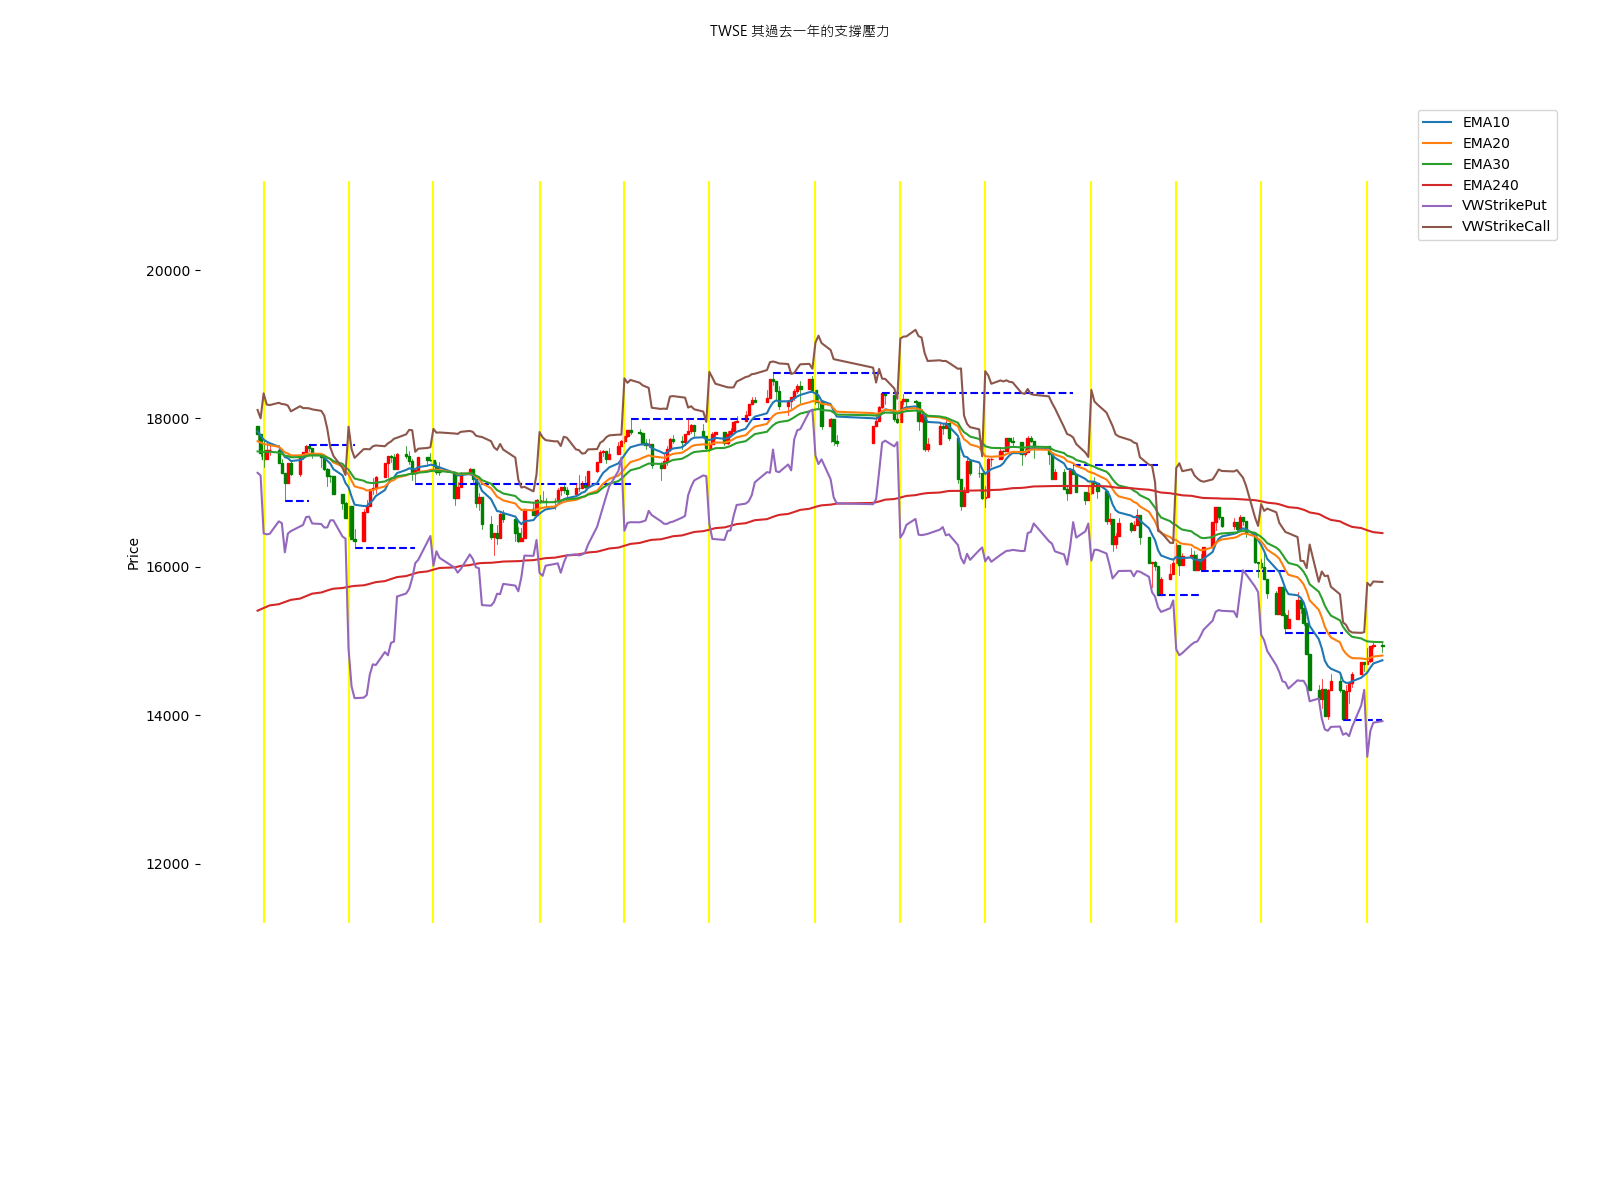 TWSE 其過去一年的支撐壓力
EMA10
EMA20
EMA30
EMA240
VWStrikePut
VWStrikeCall
20000
18000
16000
14000
12000
Price